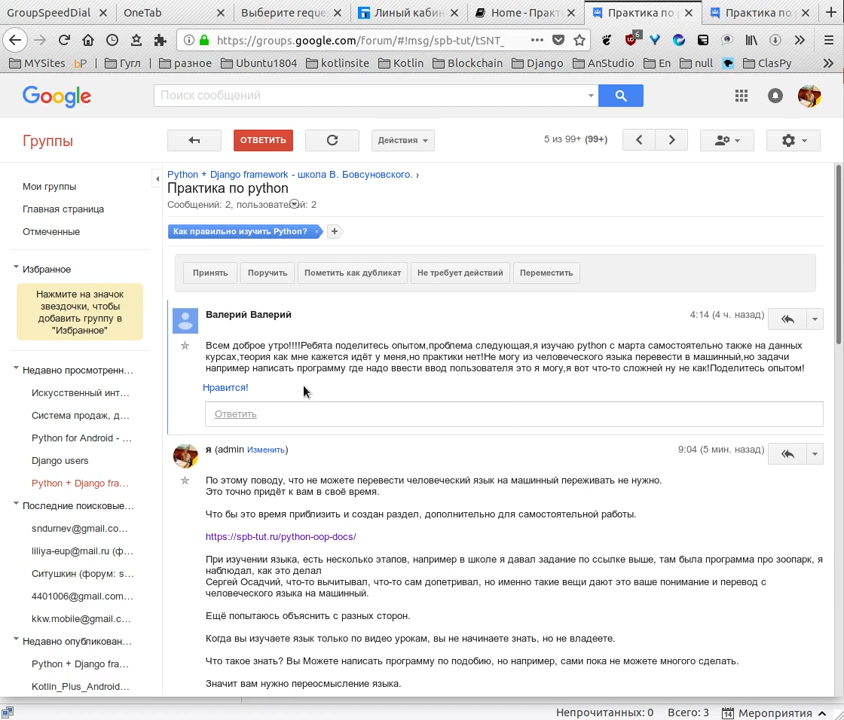 GroupSpeedDial
OneTab
Выберите reque
Линый кабин
Home - Практ
Практика по p
Практика по p
https://groups.google.com/forum/#!msg/spb-tut/tSNT_
MYSites
bP
Гугл
разное
Ubuntu1804
kotlinsite
Kotlin
Blockchain
Django
AnStudio
En
null
ClasPy
Google
Поиск сообщений
Группы
ОТВЕТИТЬ
Действия
5 из 99+ (99+)
Мои группы
Главная страница
Отмеченные
Избранное
Нажмите на значок
звездочки, чтобы
добавить группу в
"Избранное"
Недавно просмотренн...
Искусственный инт...
Система продаж, д...
Python for Android - ...
Django users
Python + Django fra...
Последние поисковые...
sndurnev@gmail.co...
liliya-eup@mail.ru (ф...
Ситушкин (форум: s...
4401006@gmail.com...
kkw.mobile@gmail.c...
Недавно опубликован...
Python + Django fra...
Kotlin_Plus_Android...
Python + Django framework - школа В. Бовсуновского. ›
Практика по python
Сообщений: 2, пользователей: 2
Как правильно изучить Python?
Принять
Поручить
Пометить как дубликат
Не требует действий
Переместить
Валерий Валерий
4:14 (4 ч. назад)
Всем доброе утро!!!!Ребята поделитесь опытом,проблема следующая,я изучаю python с марта самостоятельно также на данных
курсах,теория как мне кажется идёт у меня,но практики нет!Не могу из человеческого языка перевести в машинный,но задачи
например написать программу где надо ввести ввод пользователя это я могу,я вот что-то сложней ну не как!Поделитесь опытом!
Нравится!
Ответить
я (admin Изменить)
9:04 (5 мин. назад)
По этому поводу, что не можете перевести человеческий язык на машинный переживать не нужно.
Это точно придёт к вам в своё время.
Что бы это время приблизить и создан раздел, дополнительно для самостоятельной работы.
https://spb-tut.ru/python-oop-docs/
При изучении языка, есть несколько этапов, например в школе я давал задание по ссылке выше, там была программа про зоопарк, я
наблюдал, как это делал
Сергей Осадчий, что-то вычитывал, что-то сам допетривал, но именно такие вещи дают это ваше понимание и перевод с
человеческого языка на машинный.
Ещё попытаюсь объяснить с разных сторон.
Когда вы изучаете язык только по видео урокам, вы не начинаете знать, но не владеете.
Что такое знать? Вы Можете написать программу по подобию, но например, сами пока не можете многого сделать.
Значит вам нужно переосмысление языка.
Непрочитанных: 0
Всего: 3
14
Мероприятия